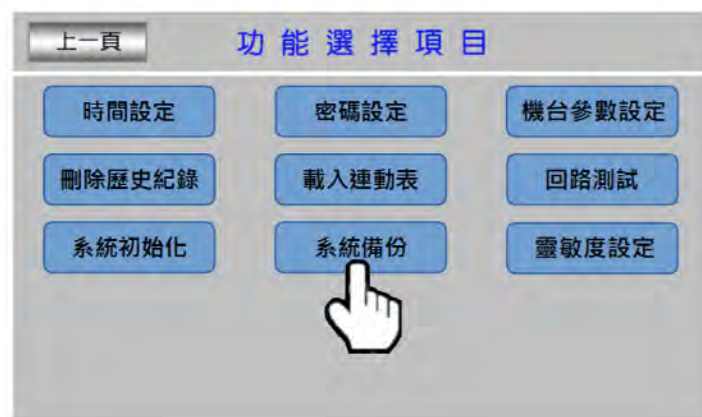 上一頁 功能選擇項目
時間設定 密碼設定 機台參數設定
刪除歷史紀錄 載入連動表 回路測試
系統初始化 系統備份 靈敏度設定